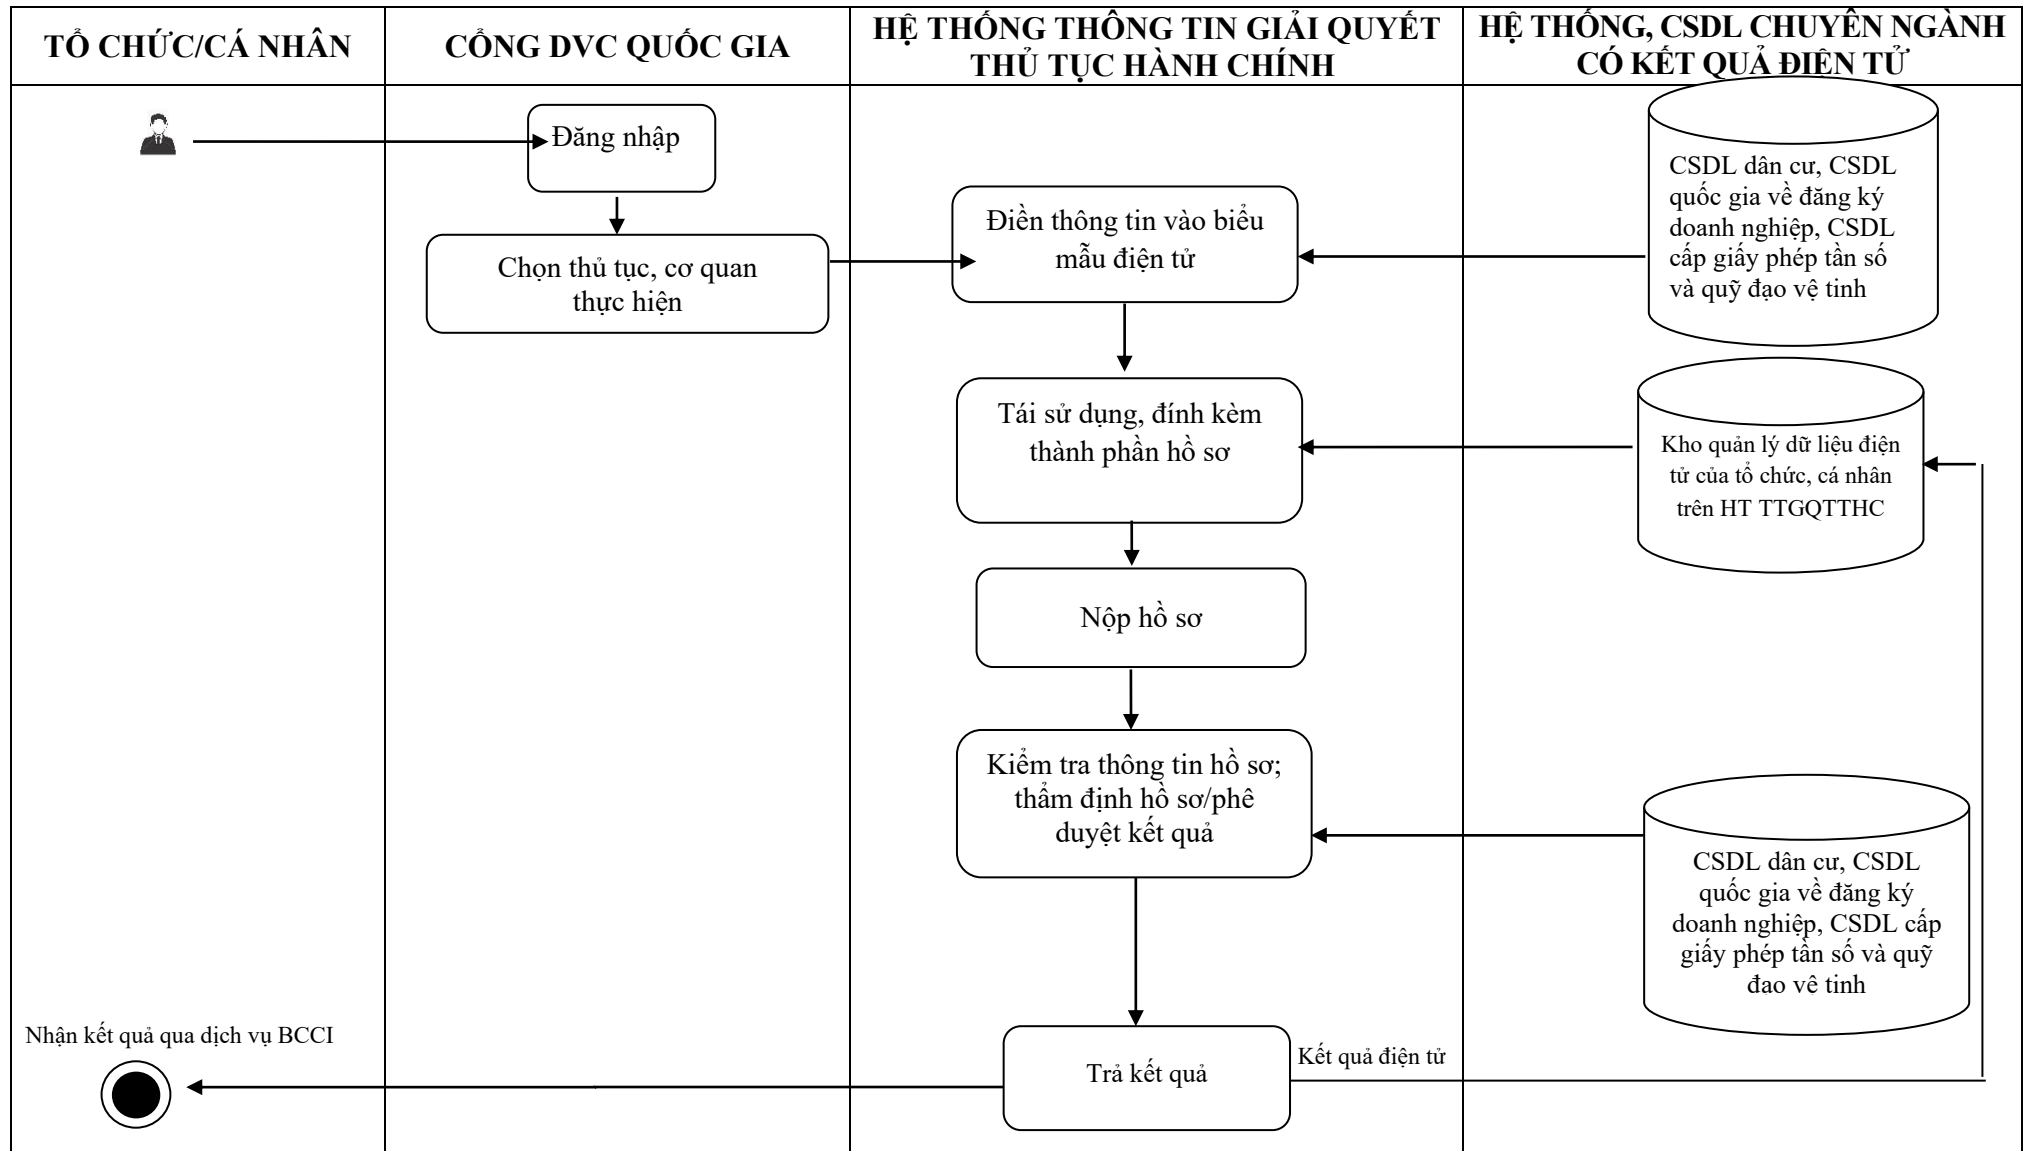 TỔ CHỨC/CÁ NHÂN
CỔNG DVC QUỐC GIA
HỆ THỐNG THÔNG TIN GIẢI QUYẾT
THỦ TỤC HÀNH CHÍNH
HỆ THỐNG, CSDL CHUYÊN NGÀNH
CÓ KẾT QUẢ ĐIỆN TỬ
Đăng nhập
Chọn thủ tục, cơ quan
thực hiện
Điền thông tin vào biểu
mẫu điện tử
CSDL dân cư, CSDL
quốc gia về đăng ký
doanh nghiệp, CSDL
cấp giấy phép tần số
và quỹ đạo vệ tinh
Tái sử dụng, đính kèm
thành phần hồ sơ
Kho quản lý dữ liệu điện
tử của tổ chức, cá nhân
trên HT TTGQTTHC
Nộp hồ sơ
Kiểm tra thông tin hồ sơ;
thẩm định hồ sơ/phê
duyệt kết quả
CSDL dân cư, CSDL
quốc gia về đăng ký
doanh nghiệp, CSDL cấp
giấy phép tần số và quỹ
đao vê tinh
Nhận kết quả qua dịch vụ BCCI
Trả kết quả
Kết quả điện tử